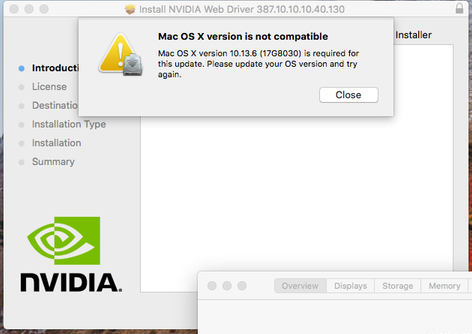 Install NVIDIA Web Driver 387.10.10.10.40.130
Mac OS X version is not compatible
Mac OS X version 10.13.6 (17G8030) is required
for this update. Please update your OS version and try
again.
Close
Installer
Introducti
License
Destinatio
Installation Type
Installation
Summary
NVIDIA.
Overview
Displays
Storage
Memory